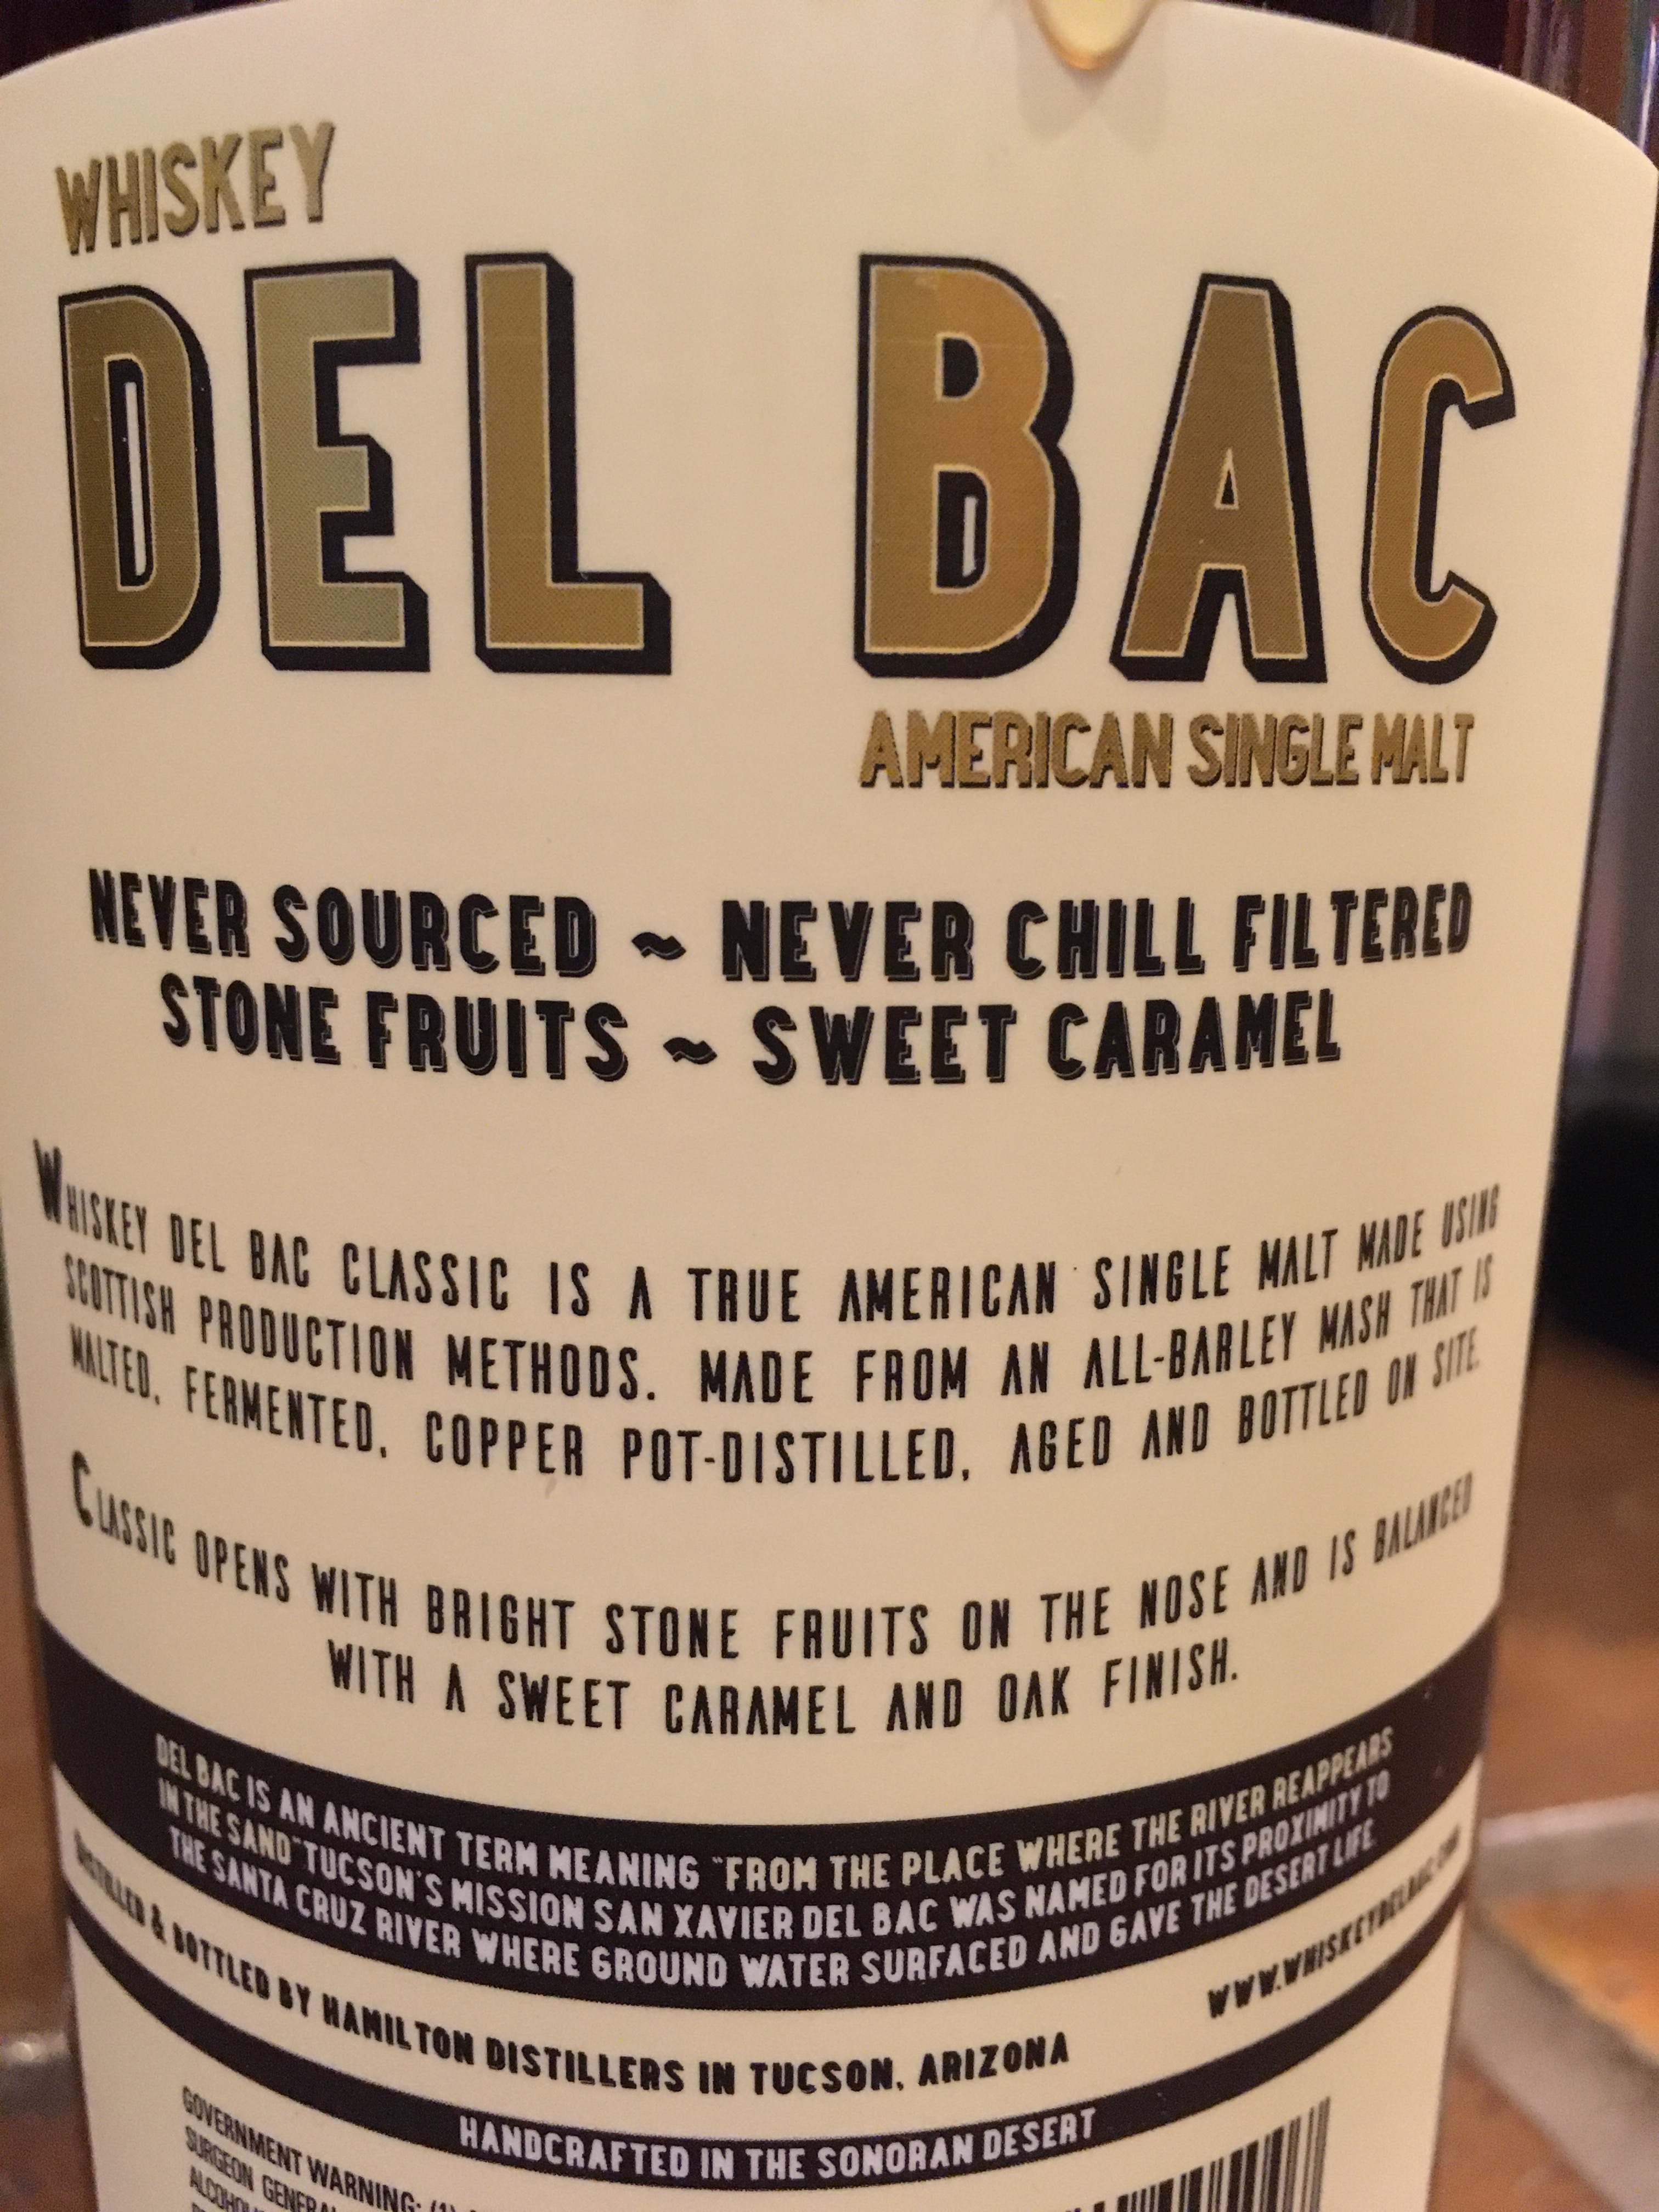 WHISKEY
DEL BAC
AMERICAN SINGLE MALT
NEVER SOURCED ~ NEVER CHILL FILTERED
STONE FRUITS ~ SWEET CARAMEL
WHISKEY DEL BAC CLASSIC IS A TRUE AMERICAN SINGLE MALT MADE USING
SCOTTISH PRODUCTION METHODS. MADE FROM AN ALL-BARLEY MASH THAT IS
MALTED, FERMENTED, COPPER POT-DISTILLED, AGED AND BOTTLED ON SITE.
CLASSIC OPENS WITH BRIGHT STONE FRUITS ON THE NOSE AND IS BALANCED
WITH A SWEET CARAMEL AND OAK FINISH.
DEL BAC IS AN ANCIENT TERM MEANING "FROM THE PLACE WHERE THE RIVER REAPPEARS
IN THE SAND" TUCSON'S MISSION SAN XAVIER DEL BAC WAS NAMED FOR ITS PROXIMITY TO
THE SANTA CRUZ RIVER WHERE GROUND WATER SURFACED AND GAVE THE DESERT LIFE.
DISTILLED & BOTTLED BY HAMILTON DISTILLERS IN TUCSON, ARIZONA
WWW.WHISKEYDELBAC.COM
HANDCRAFTED IN THE SONORAN DESERT
GOVERNMENT WARNING: (1)
SURGEON GENERAL